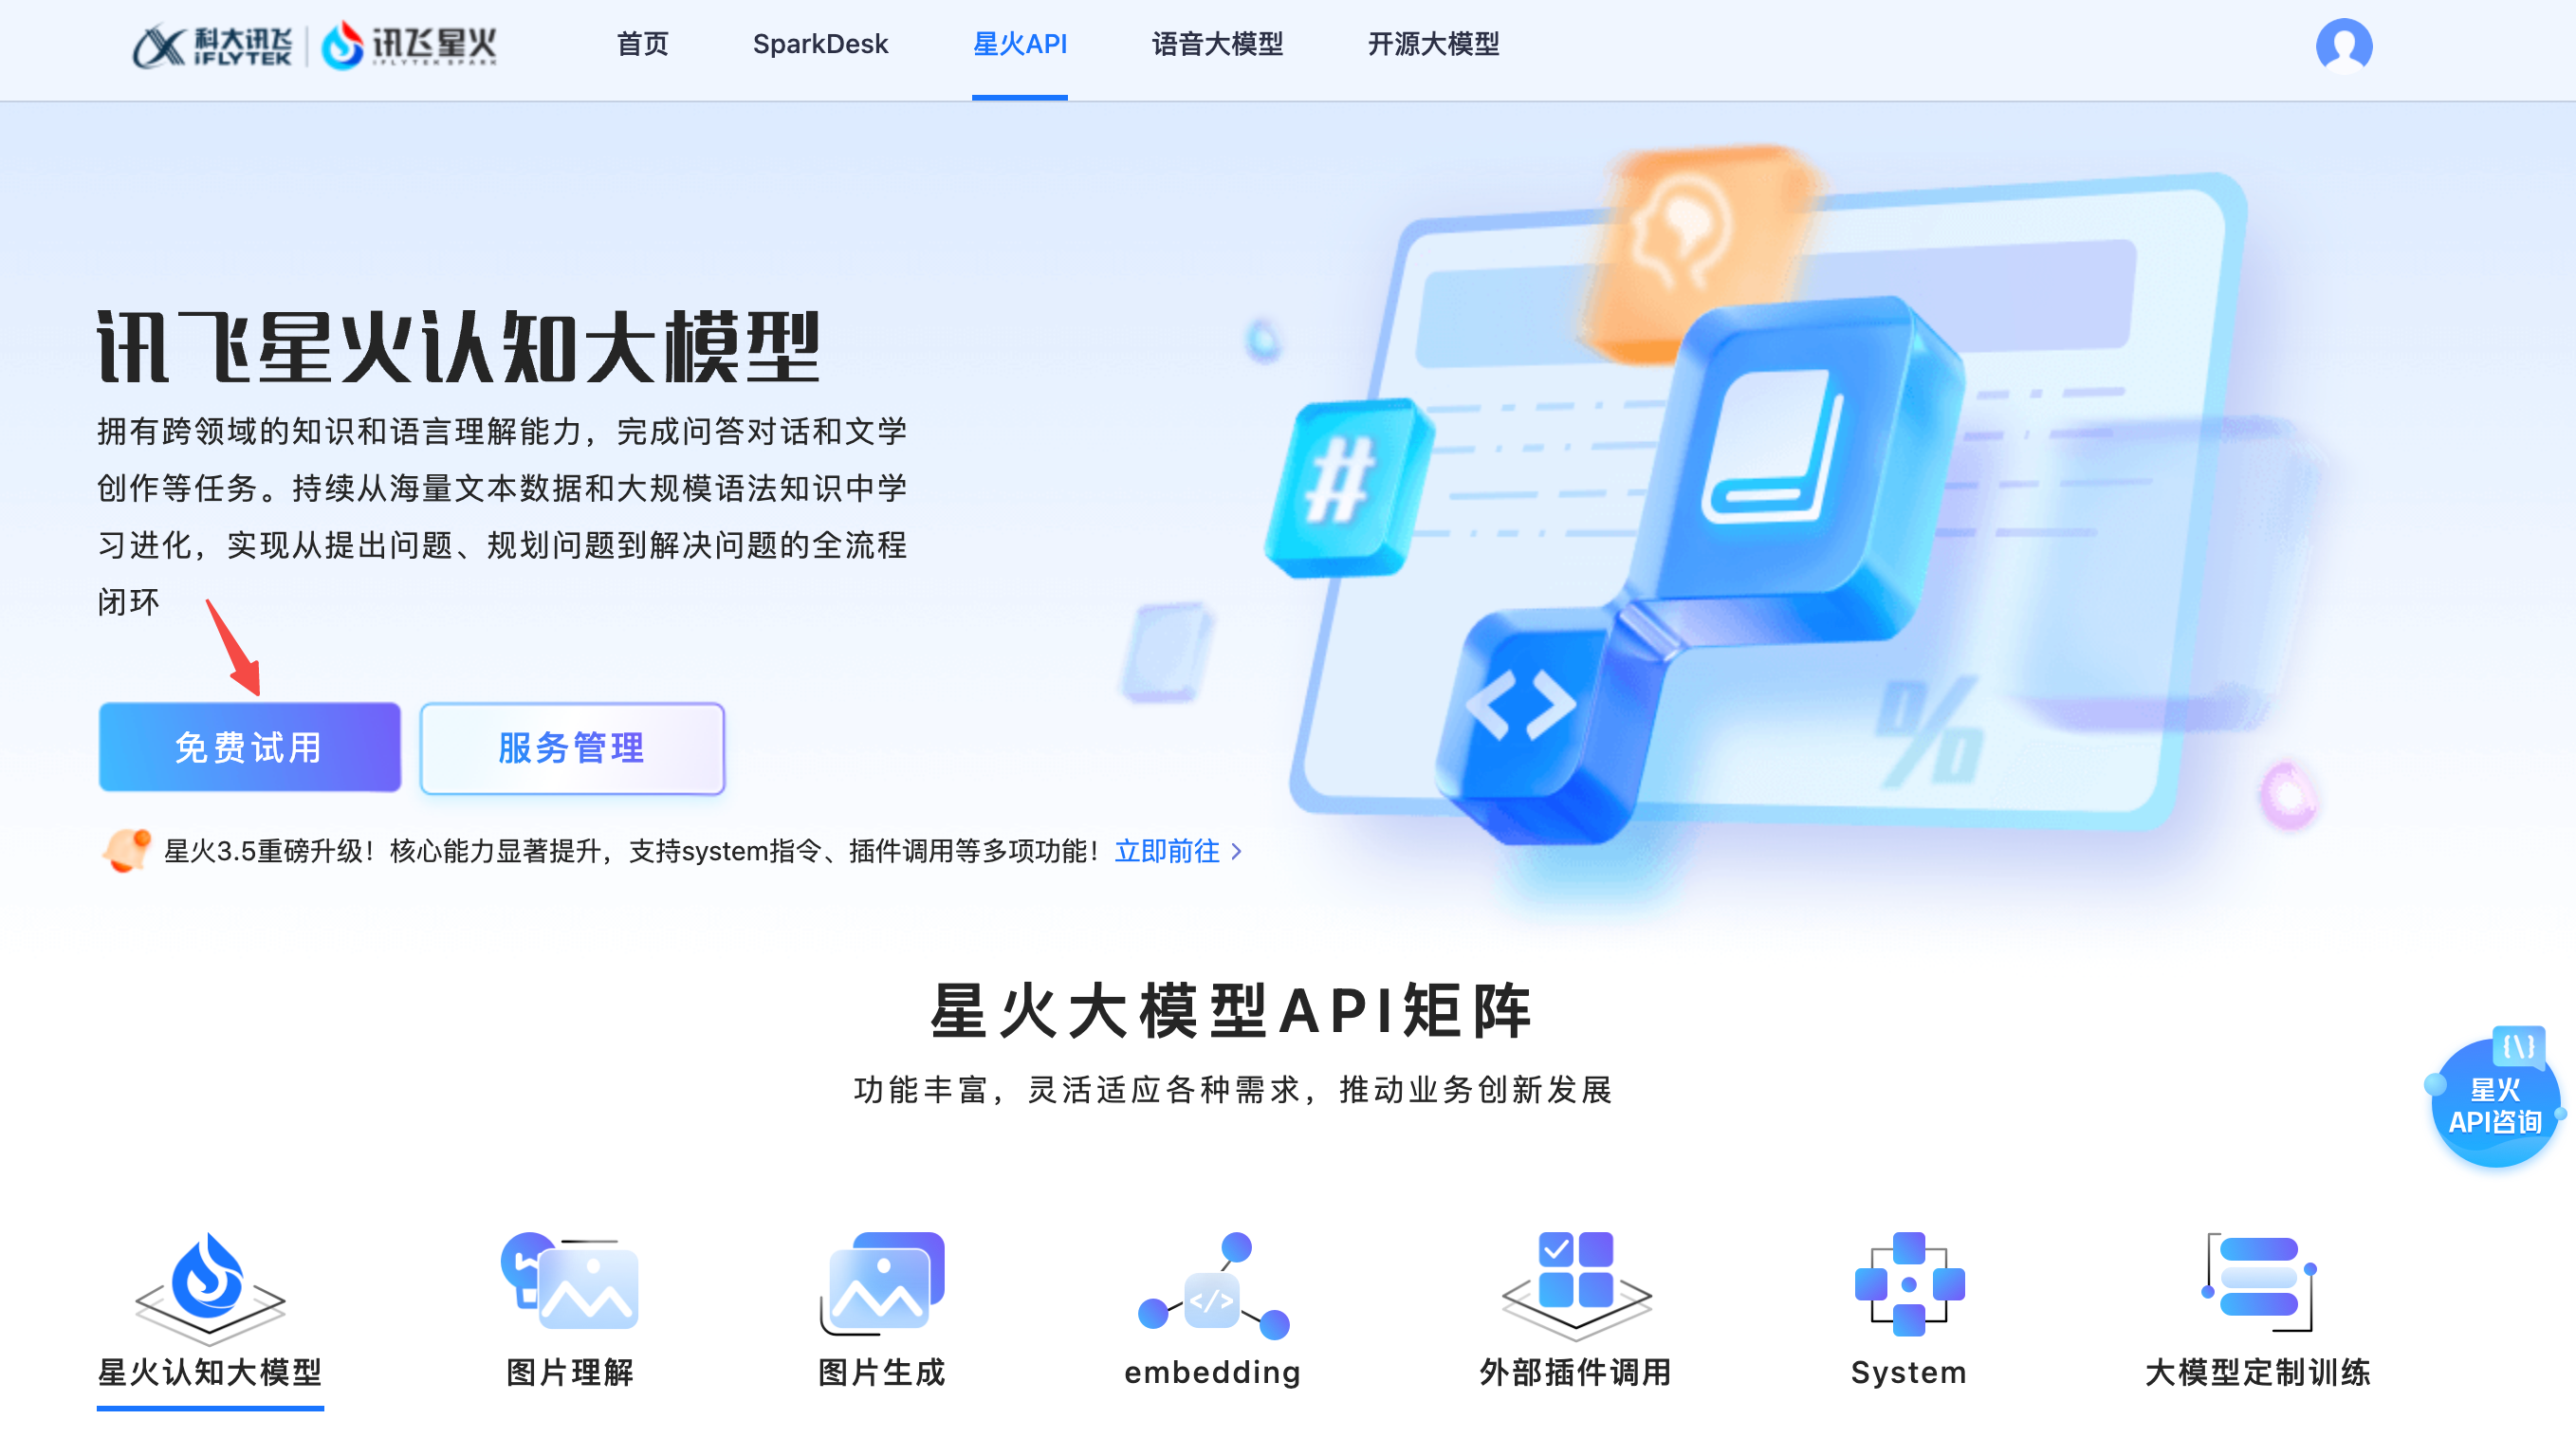 科大讯飞
iFLYTEK
讯飞星火
IFLYTEK SPARK
首页
SparkDesk
星火API
语音大模型
开源大模型
讯飞星火认知大模型
拥有跨领域的知识和语言理解能力，完成问答对话和文学
创作等任务。持续从海量文本数据和大规模语法知识中学
习进化，实现从提出问题、规划问题到解决问题的全流程
闭环
免费试用
服务管理
星火3.5重磅升级！核心能力显著提升，支持system指令、插件调用等多项功能！ 立即前往 >
#
<>
%
星火大模型API矩阵
功能丰富，灵活适应各种需求，推动业务创新发展
{\}
星火
API咨询
</>
星火认知大模型
图片理解
图片生成
embedding
外部插件调用
System
大模型定制训练